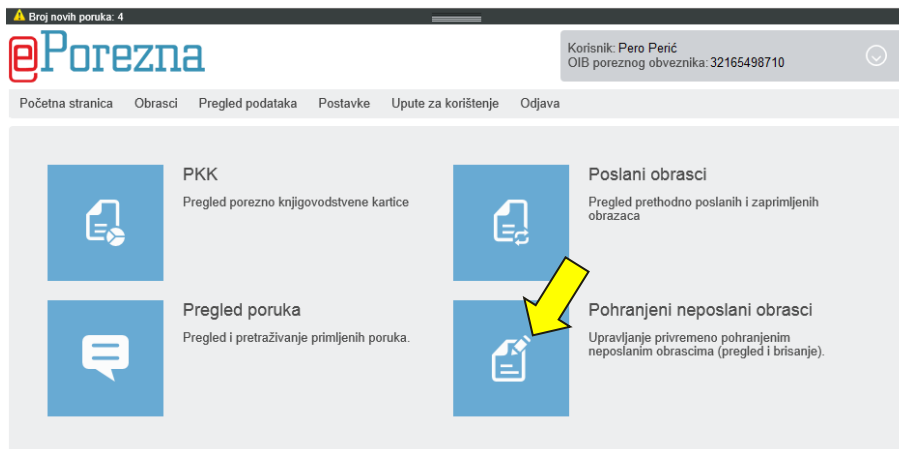 Broj novih poruka: 4
ePorezna
Korisnik: Pero Perić
OIB poreznog obveznika: 32165498710
Početna stranica Obrasci Pregled podataka Postavke Upute za korištenje Odjava
PKK
Pregled porezno knjigovodstvene kartice
Poslani obrasci
Pregled prethodno poslanih i zaprimljenih
obrazaca
Pregled poruka
Pregled i pretraživanje primljenih poruka.
Pohranjeni neposlani obrasci
Upravljanje privremeno pohranjenim
neposlanim obrascima (pregled i brisanje).